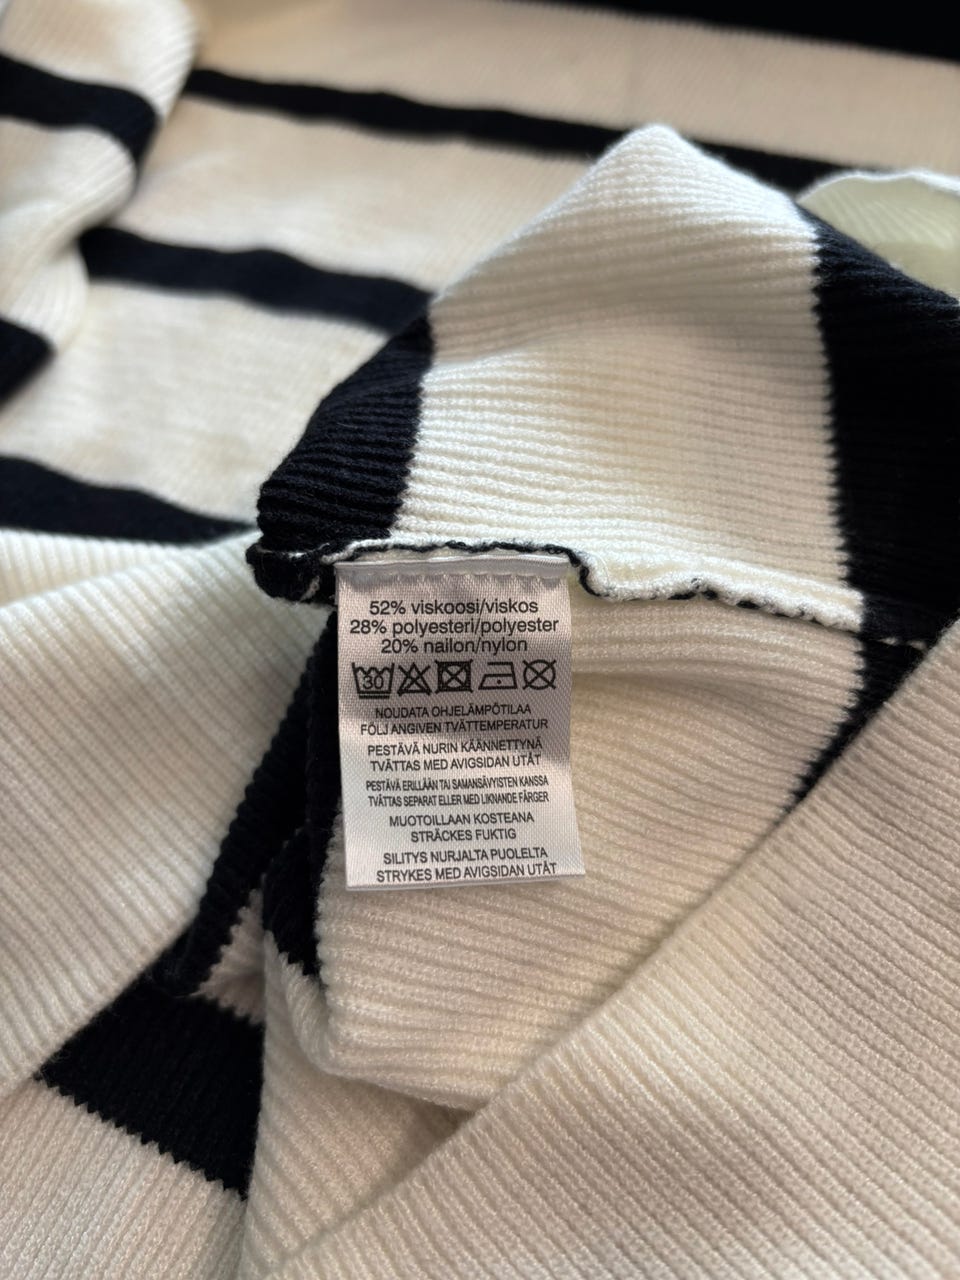 52% viskoosi/viskos
28% polyesteri/polyester
20% nailon/nylon
30
NOUDATA OHJELÄMPÖTILAA
FÖLJ ANGIVEN TVÄTTEMPERATUR
PESTÄVÄ NURIN KÄÄNNETTYNÄ
TVÄTTAS MED AVIGSIDAN UTÅT
PESTÄVÄ ERILLÄÄN TAI SAMANSÄVYISTEN KANSSA
TVÄTTAS SEPARAT ELLER MED LIKNANDE FÄRGER
MUOTOILLAAN KOSTEANA
STRÄCKES FUKTIG
SILITYS NURJALTA PUOLELTA
STRYKES MED AVIGSIDAN UTÅT